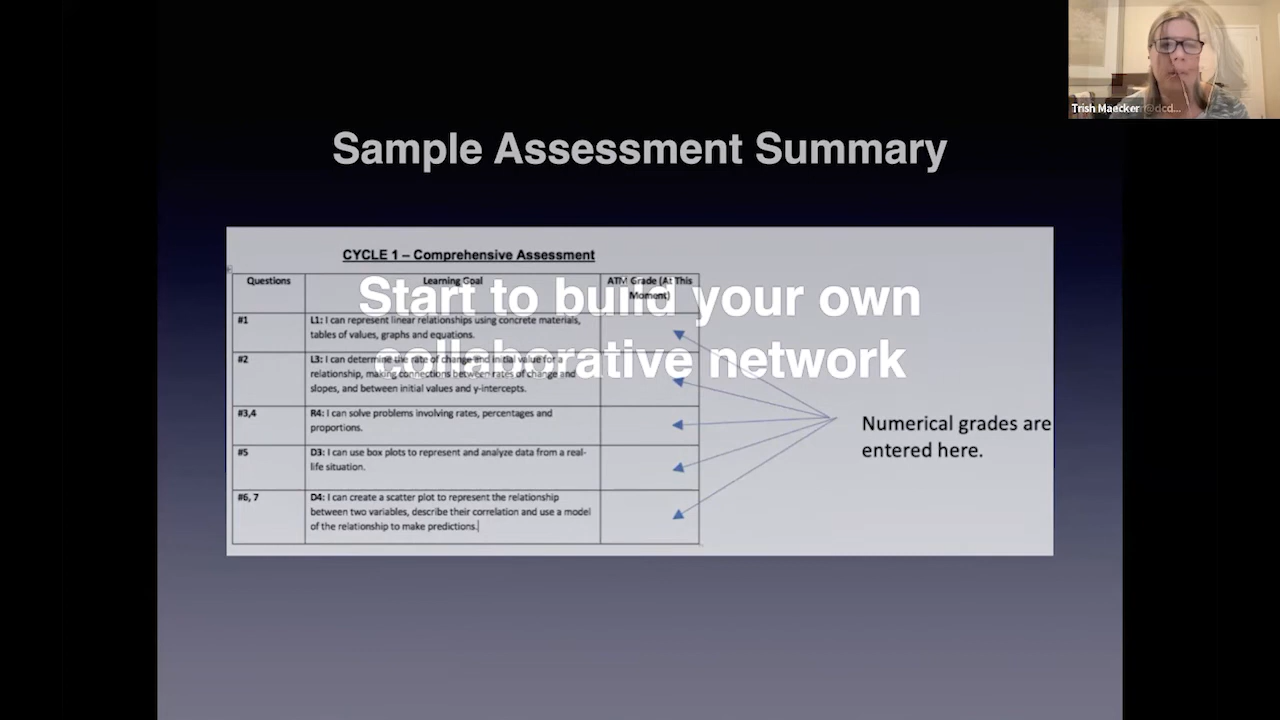 Trish Maecker @dcd...
Sample Assessment Summary
CYCLE 1 – Comprehensive Assessment
Questions
Learning Goal
ATM Grade (At This
Moment)
Start to build your own
collaborative network
#1
L1: I can represent linear relationships using concrete materials,
tables of values, graphs and equations.
#2
L3: I can determine the rate of change and initial value for a
relationship, making connections between rates of change and
slopes, and between initial values and y-intercepts.
#3,4
R4: I can solve problems involving rates, percentages and
proportions.
#5
D3: I can use box plots to represent and analyze data from a real-
life situation.
#6, 7
D4: I can create a scatter plot to represent the relationship
between two variables, describe their correlation and use a model
of the relationship to make predictions.
Numerical grades are
entered here.